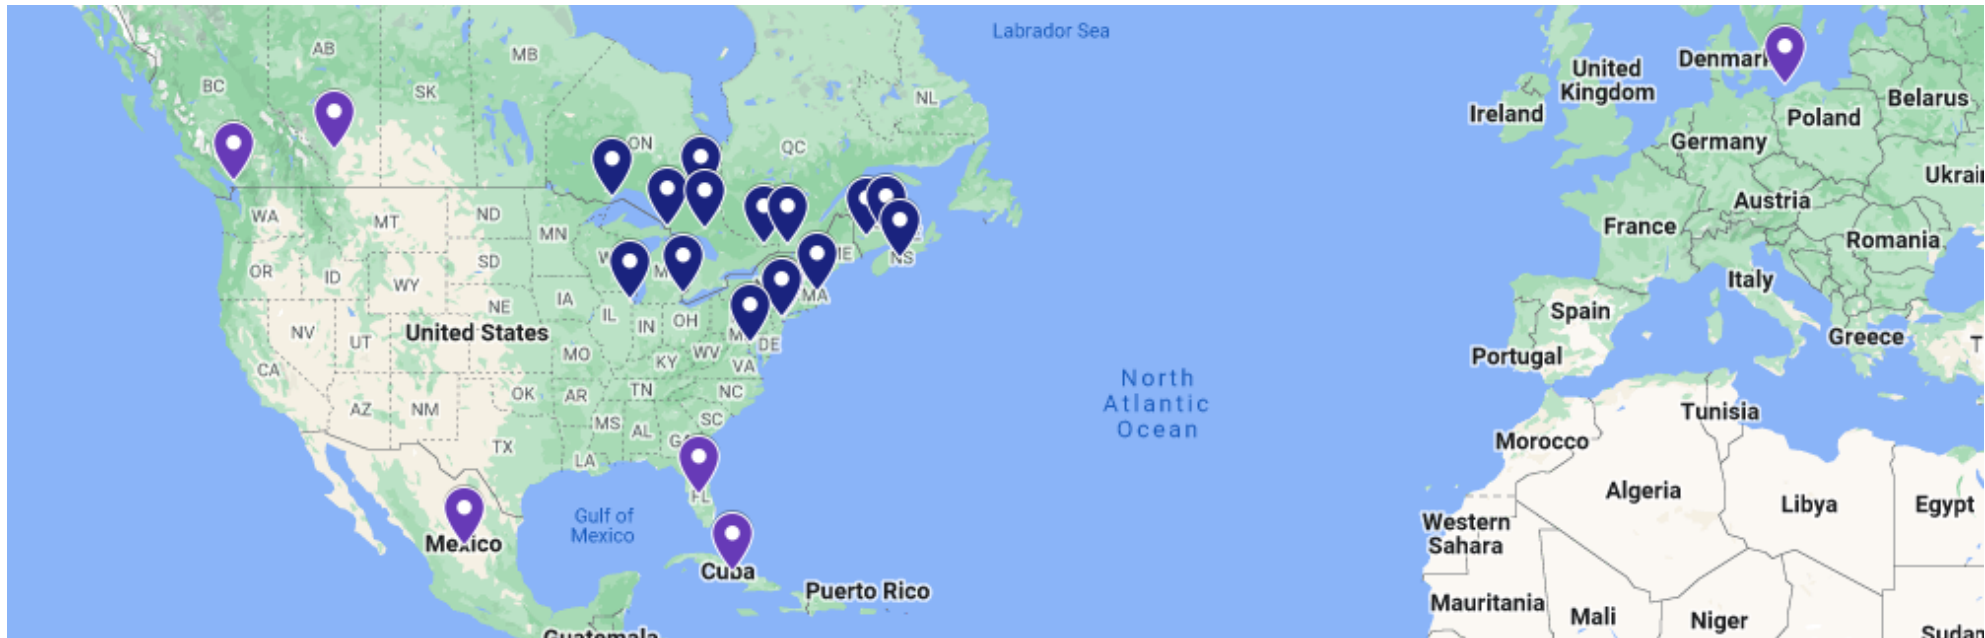 Labrador Sea
AB
MB
BC
SK
NL
ON
QC
WA
MT
ND
MN
OR
ID
WY
SD
W
M
IE
NS
MA
NE
IA
IL
IN
OH
M
DE
NV
UT
United States
CA
MO
KY
WV
VA
AZ
NM
OK
AR
TN
NC
MS
AL
SC
TX
LA
FL
Gulf of
Mexico
Mexico
Cuba
Puerto Rico
Guatemala
North
Atlantic
Ocean
Denmark
United
Kingdom
Ireland
Belarus
Poland
Germany
Ukrai
Austria
France
Romania
Italy
Spain
Greece
T
Portugal
Tunisia
Morocco
Algeria
Libya
Egypt
Western
Sahara
Mauritania
Mali
Niger
Sudan